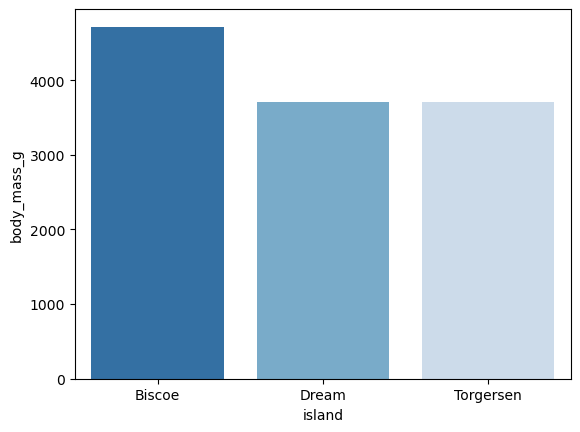 body_mass_g
4000
3000
2000
1000
0
Biscoe
Dream
Torgersen
island